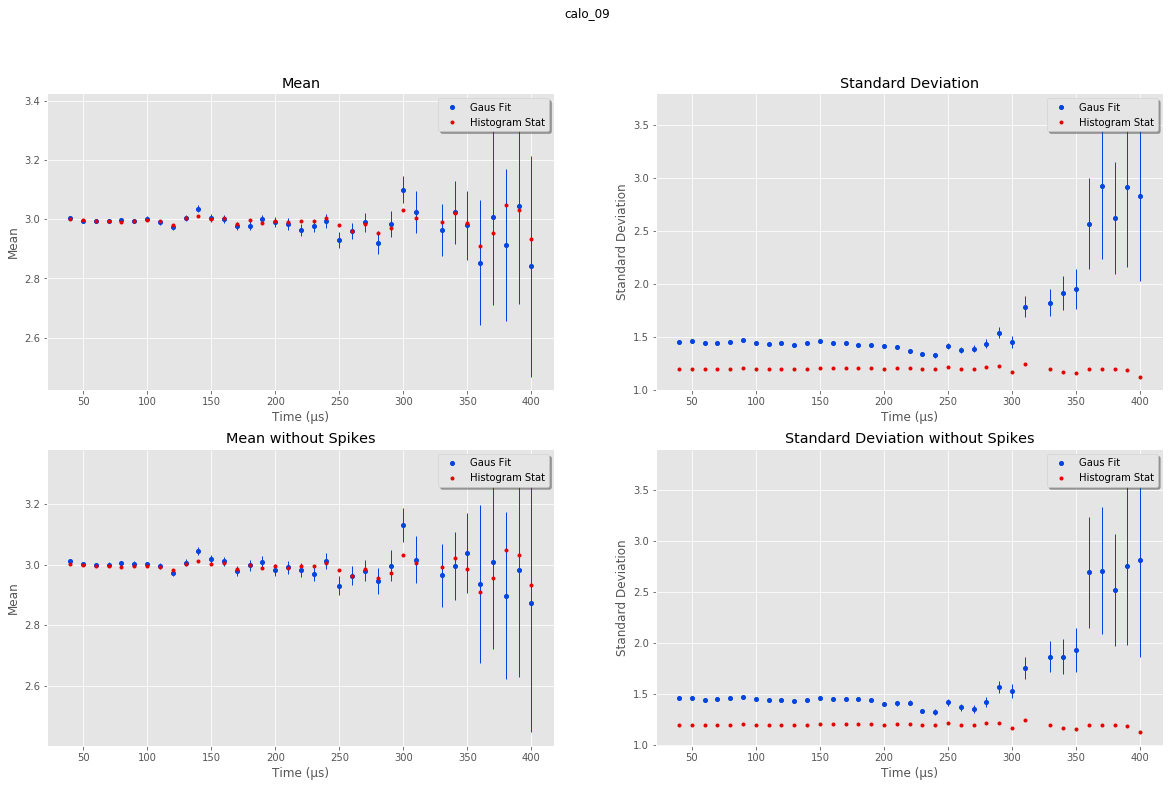 calo_09
Mean
Mean
3.4
3.2
3.0
2.8
2.6
50 100 150 200 250 300 350 400
Time (μs)
Gaus Fit
Histogram Stat
Standard Deviation
Standard Deviation
3.5
3.0
2.5
2.0
1.5
1.0
50 100 150 200 250 300 350 400
Time (μs)
Gaus Fit
Histogram Stat
Mean without Spikes
Mean
3.2
3.0
2.8
2.6
50 100 150 200 250 300 350 400
Time (μs)
Gaus Fit
Histogram Stat
Standard Deviation without Spikes
Standard Deviation
3.5
3.0
2.5
2.0
1.5
1.0
50 100 150 200 250 300 350 400
Time (μs)
Gaus Fit
Histogram Stat